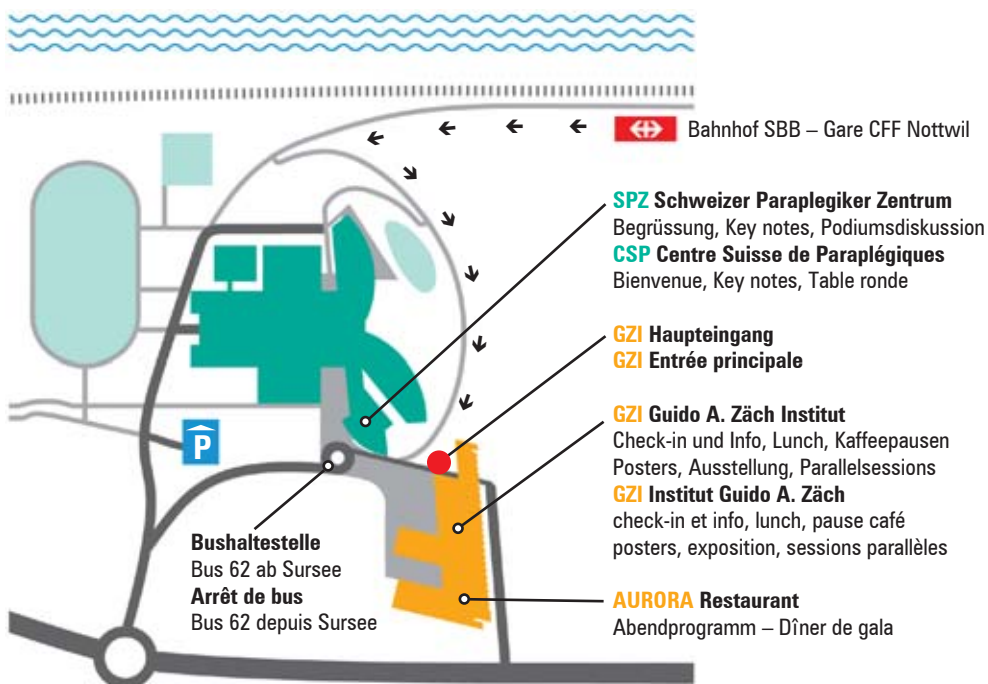 Bahnhof SBB – Gare CFF Nottwil
SPZ Schweizer Paraplegiker Zentrum
Begrüssung, Key notes, Podiumsdiskussion
CSP Centre Suisse de Paraplégiques
Bienvenue, Key notes, Table ronde
GZI Haupteingang
GZI Entrée principale
GZI Guido A. Zäch Institut
Check-in und Info, Lunch, Kaffeepausen
Posters, Ausstellung, Parallelsessions
GZI Institut Guido A. Zäch
check-in et info, lunch, pause café
posters, exposition, sessions parallèles
AURORA Restaurant
Abendprogramm – Dîner de gala
P
Bushaltestelle
Bus 62 ab Sursee
Arrêt de bus
Bus 62 depuis Sursee